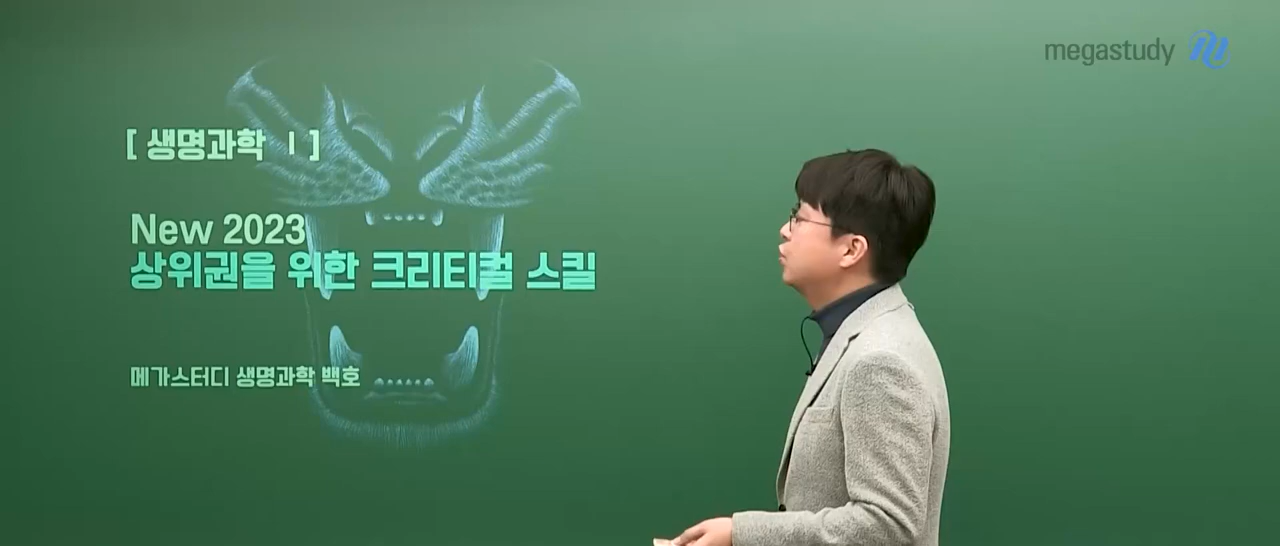 megastudy
[ 생명과학 Ⅰ ]
New 2023
상위권을 위한 크리티컬 스킬
메가스터디 생명과학 백호